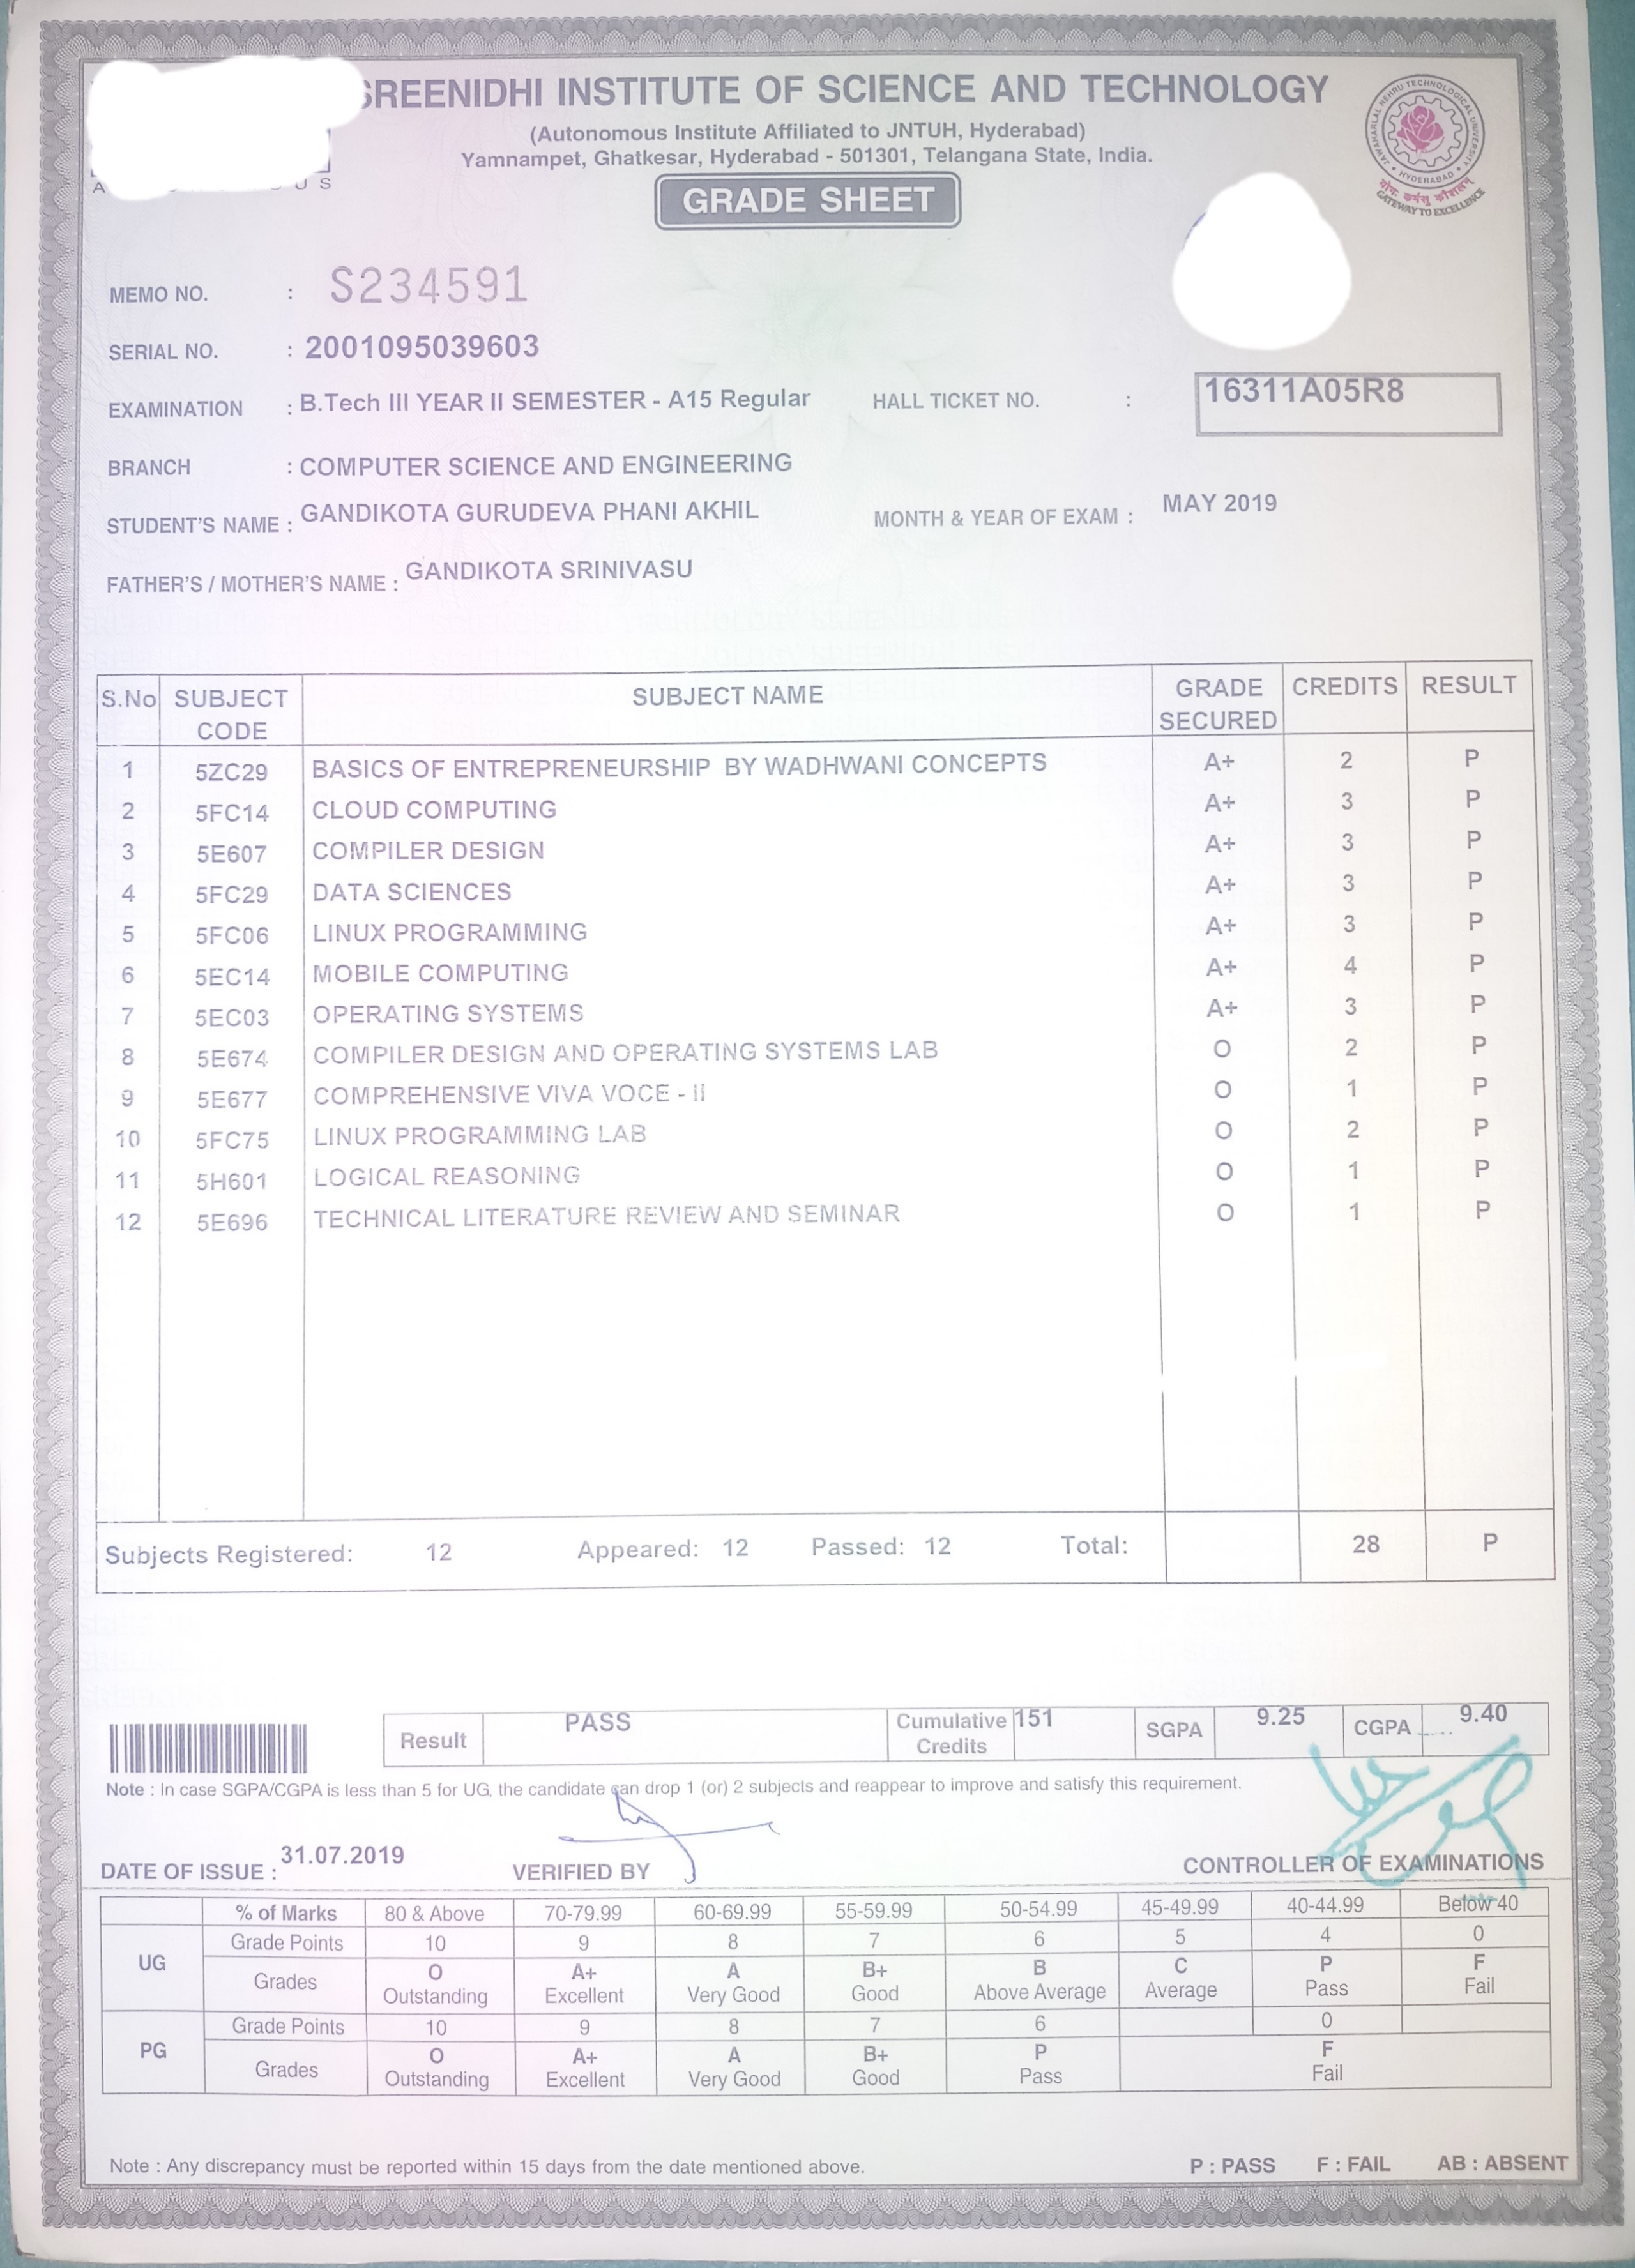 SREENIDHI INSTITUTE OF SCIENCE AND TECHNOLOGY
(Autonomous Institute Affiliated to JNTUH, Hyderabad)
Yamnampet, Ghatkesar, Hyderabad - 501301, Telangana State, India.
A U S
JAWAHARLAL NEHRU TECHNOLOGICAL UNIVERSITY
HYDERABAD
योगः कर्मसु कौशलम्
GATEWAY TO EXCELLENCE
GRADE SHEET
MEMO NO. : S234591
SERIAL NO. : 2001095039603
EXAMINATION : B.Tech III YEAR II SEMESTER - A15 Regular HALL TICKET NO. : 16311A05R8
BRANCH : COMPUTER SCIENCE AND ENGINEERING
STUDENT'S NAME : GANDIKOTA GURUDEVA PHANI AKHIL MONTH & YEAR OF EXAM : MAY 2019
FATHER'S / MOTHER'S NAME : GANDIKOTA SRINIVASU
S.No SUBJECT CODE SUBJECT NAME GRADE SECURED CREDITS RESULT
1 5ZC29 BASICS OF ENTREPRENEURSHIP BY WADHWANI CONCEPTS A+ 2 P
2 5FC14 CLOUD COMPUTING A+ 3 P
3 5E607 COMPILER DESIGN A+ 3 P
4 5FC29 DATA SCIENCES A+ 3 P
5 5FC06 LINUX PROGRAMMING A+ 3 P
6 5EC14 MOBILE COMPUTING A+ 4 P
7 5EC03 OPERATING SYSTEMS A+ 3 P
8 5E674 COMPILER DESIGN AND OPERATING SYSTEMS LAB O 2 P
9 5E677 COMPREHENSIVE VIVA VOCE - II O 1 P
10 5FC75 LINUX PROGRAMMING LAB O 2 P
11 5H601 LOGICAL REASONING O 1 P
12 5E696 TECHNICAL LITERATURE REVIEW AND SEMINAR O 1 P
Subjects Registered: 12 Appeared: 12 Passed: 12 Total: 28 P
Result PASS Cumulative Credits 151 SGPA 9.25 CGPA 9.40
Note : In case SGPA/CGPA is less than 5 for UG, the candidate can drop 1 (or) 2 subjects and reappear to improve and satisfy this requirement.
DATE OF ISSUE : 31.07.2019 VERIFIED BY CONTROLLER OF EXAMINATIONS
% of Marks 80 & Above 70-79.99 60-69.99 55-59.99 50-54.99 45-49.99 40-44.99 Below 40
UG Grade Points 10 9 8 7 6 5 4 0
Grades O A+ A B+ B C P F
Outstanding Excellent Very Good Good Above Average Average Pass Fail
PG Grade Points 10 9 8 7 6 0
Grades O A+ A B+ P F
Outstanding Excellent Very Good Good Pass Fail
Note : Any discrepancy must be reported within 15 days from the date mentioned above. P : PASS F : FAIL AB : ABSENT